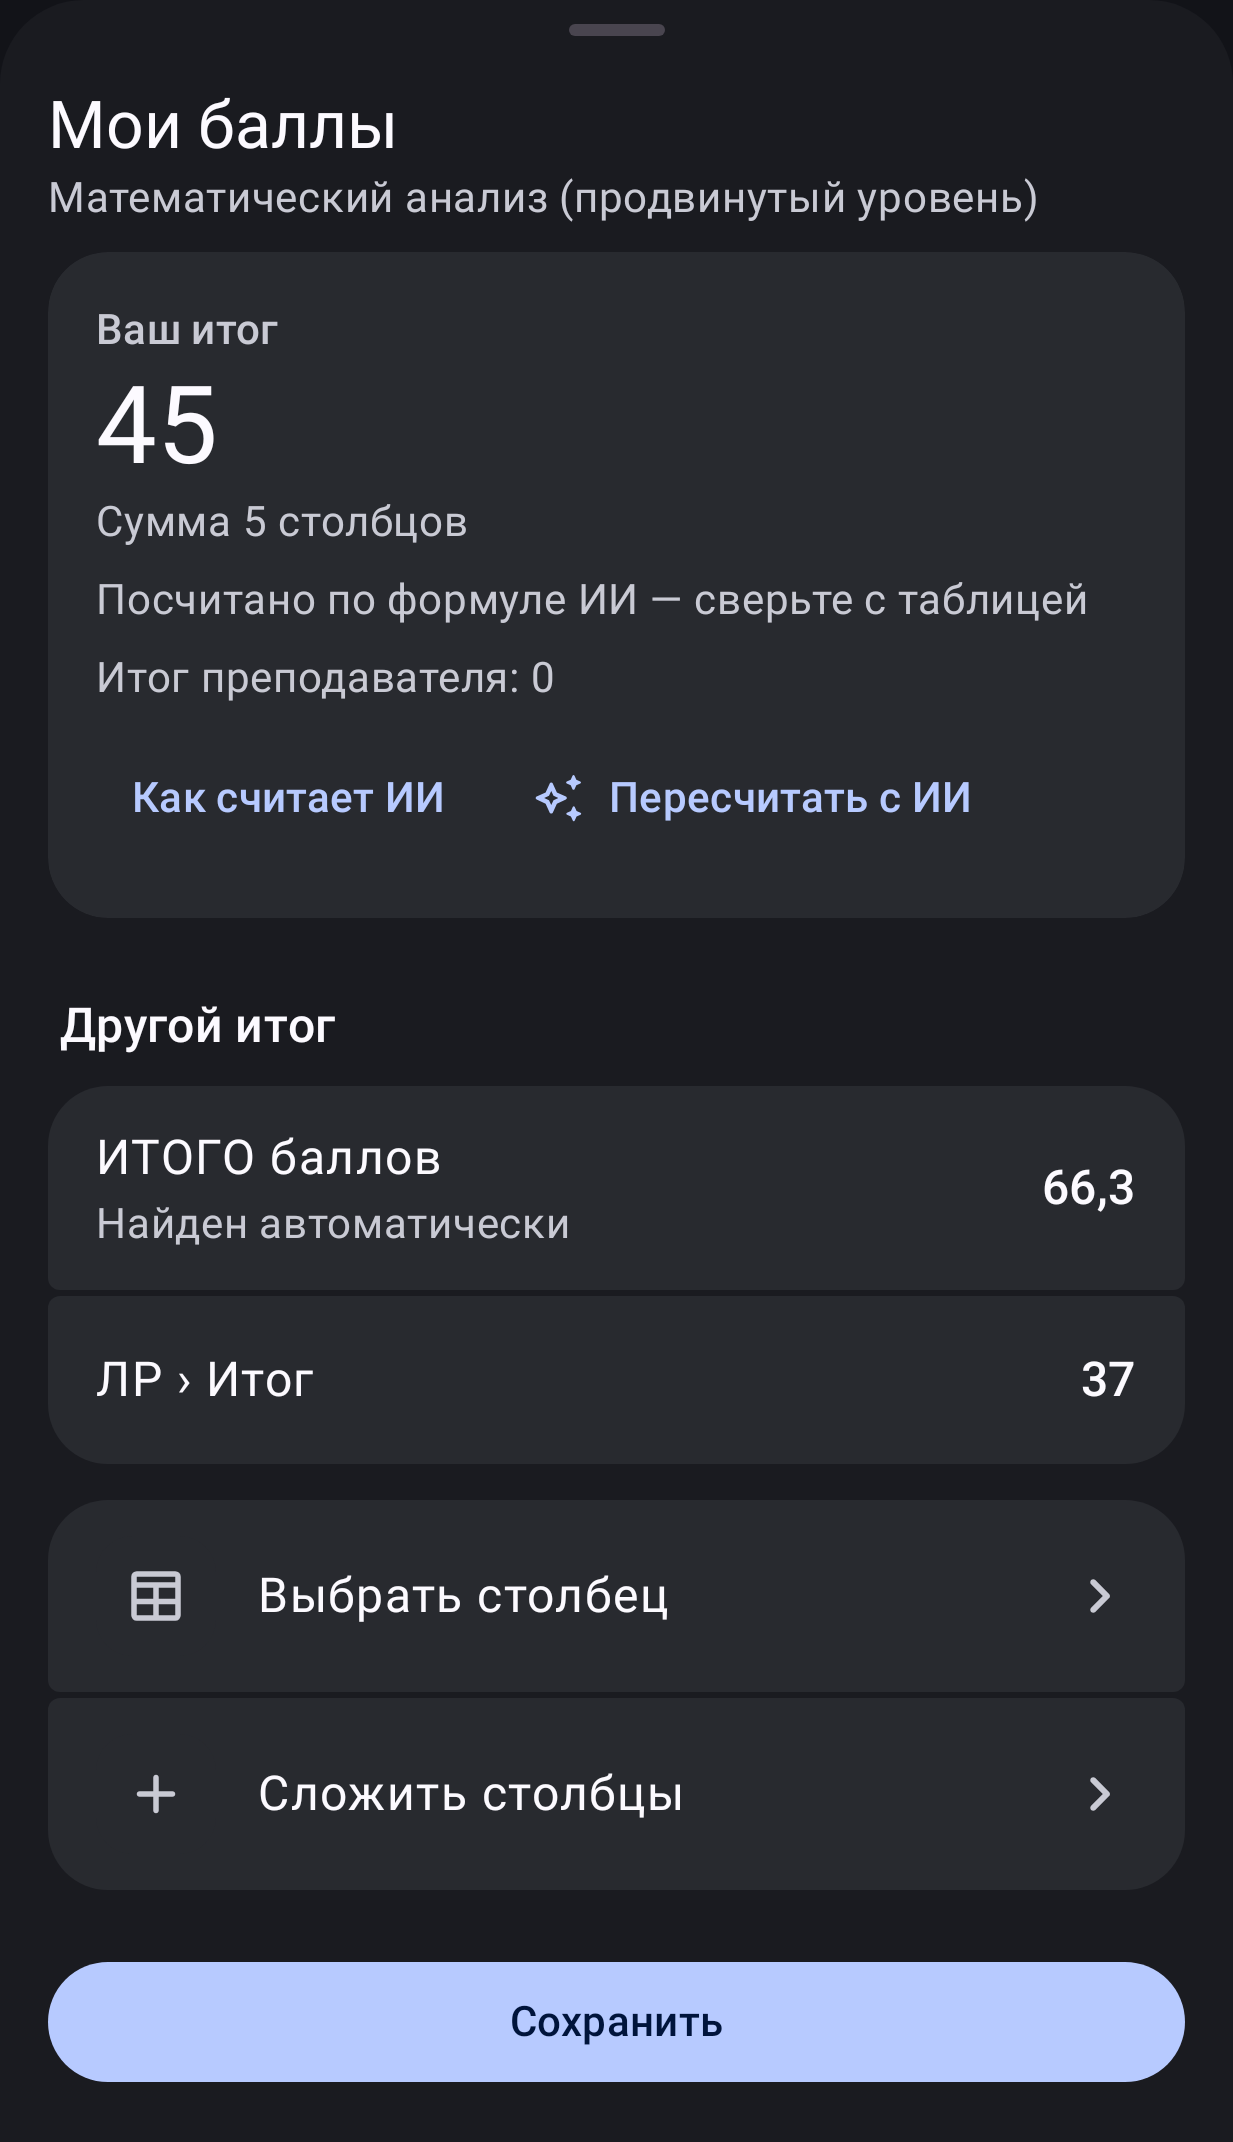 Мои баллы
Математический анализ (продвинутый уровень)
Ваш итог
45
Сумма 5 столбцов
Посчитано по формуле ИИ — сверьте с таблицей
Итог преподавателя: 0
Как считает ИИ
Пересчитать с ИИ
Другой итог
ИТОГО баллов
Найден автоматически
66,3
ЛР › Итог
37
Выбрать столбец
Сложить столбцы
Сохранить